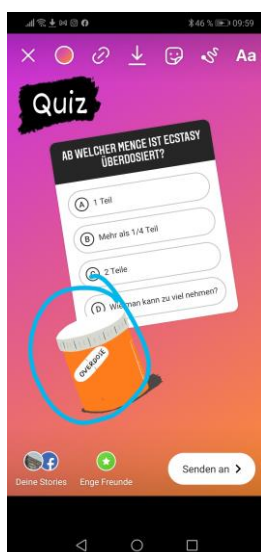 46 % 09:59
Aa
Quiz
AB WELCHER MENGE IST ECSTASY
ÜBERDOSIERT?
A 1 Teil
B Mehr als 1/4 Teil
C 2 Teile
D Wie man kann zu viel nehmen?
OVERDOSE
Deine Stories Enge Freunde
Senden an